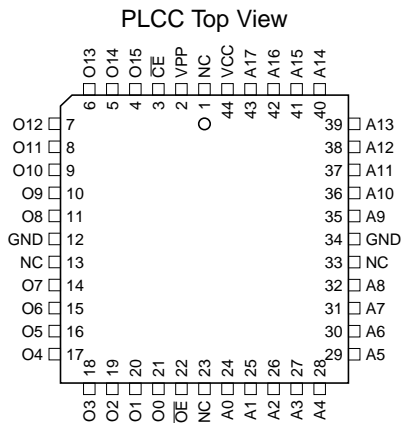 PLCC Top View
O13 O14 O15 CE VPP NC VCC A17 A16 A15 A14
6 5 4 3 2 1 44 43 42 41 40
O12 7 39 A13
O11 8 38 A12
O10 9 37 A11
O9 10 36 A10
O8 11 35 A9
GND 12 34 GND
NC 13 33 NC
O7 14 32 A8
O6 15 31 A7
O5 16 30 A6
O4 17 29 A5
18 19 20 21 22 23 24 25 26 27 28
O3 O2 O1 O0 OE NC A0 A1 A2 A3 A4